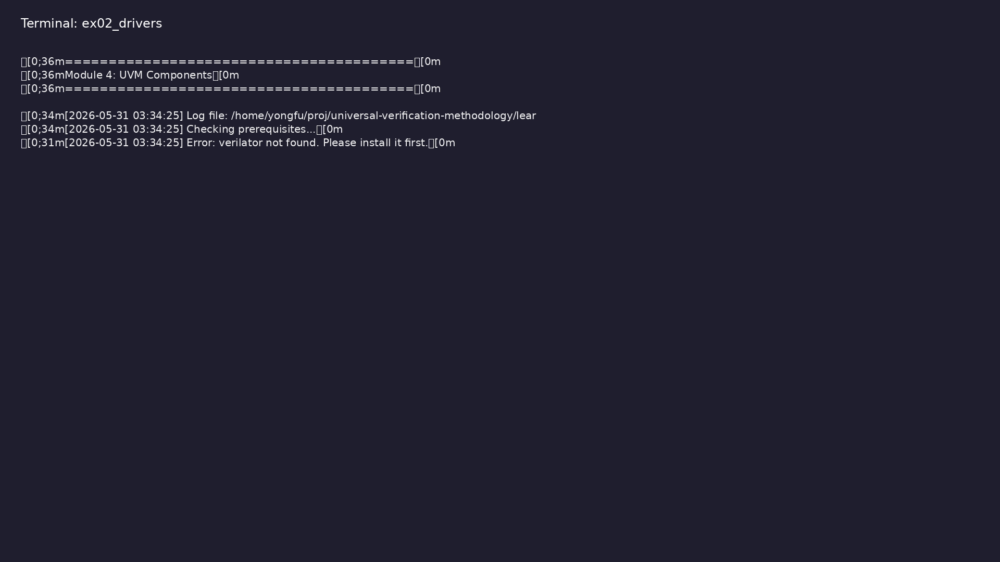 Terminal: ex02_drivers
▯[0;36m========================================▯[0m
▯[0;36mModule 4: UVM Components▯[0m
▯[0;36m========================================▯[0m
▯[0;34m[2026-05-31 03:34:25] Log file: /home/yongfu/proj/universal-verification-methodology/lear
▯[0;34m[2026-05-31 03:34:25] Checking prerequisites...▯[0m
▯[0;31m[2026-05-31 03:34:25] Error: verilator not found. Please install it first.▯[0m